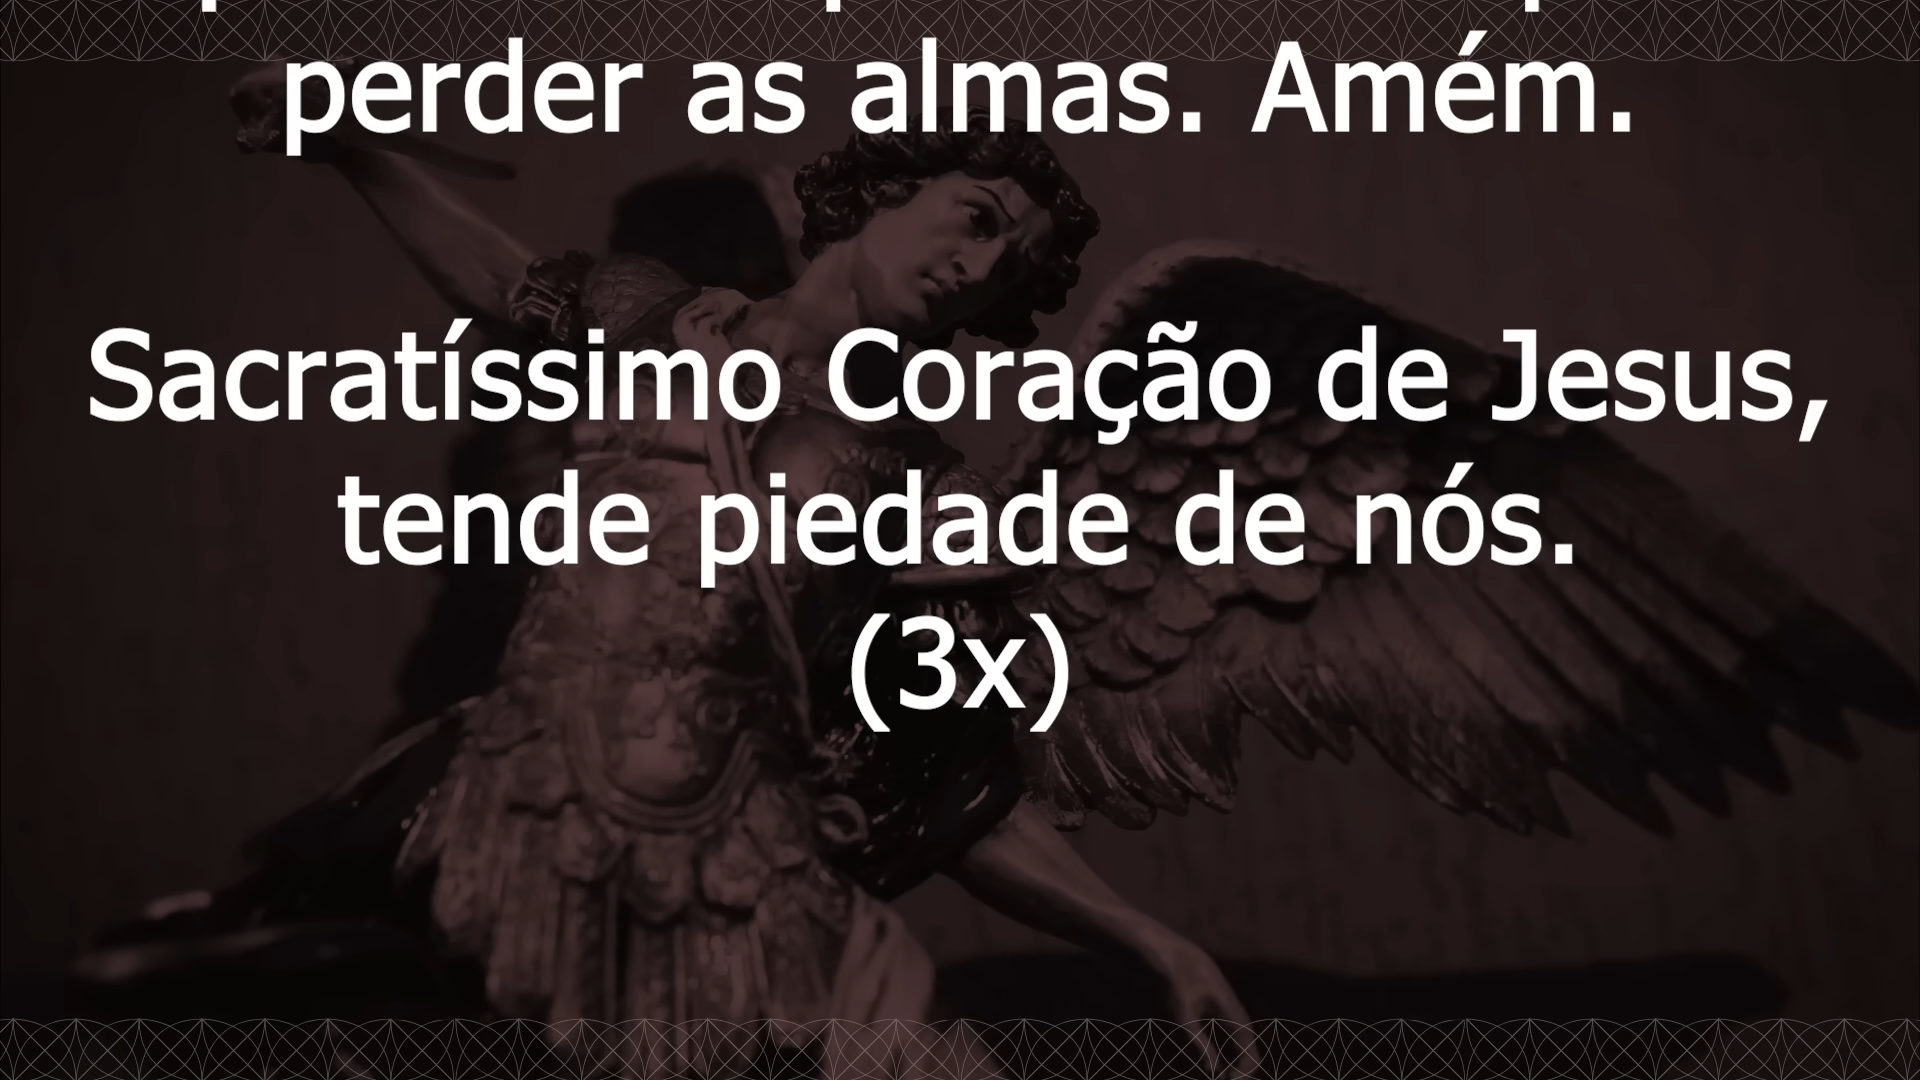 perder as almas. Amém.
Sacratíssimo Coração de Jesus,
tende piedade de nós.
(3x)